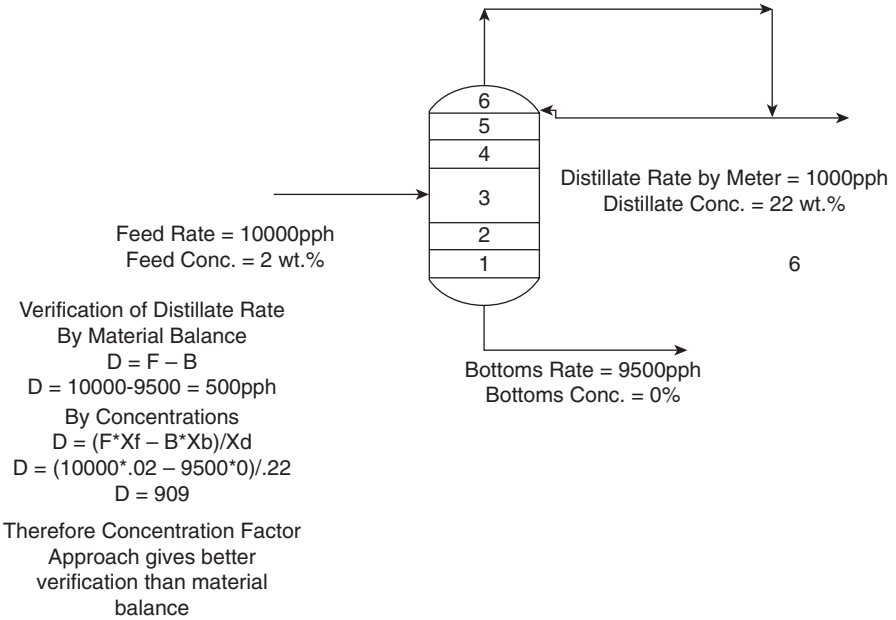 6
5
4
3
2
1
Distillate Rate by Meter = 1000pph
Distillate Conc. = 22 wt.%
6
Feed Rate = 10000pph
Feed Conc. = 2 wt.%
Verification of Distillate Rate
By Material Balance
D = F – B
D = 10000-9500 = 500pph
By Concentrations
D = (F*Xf – B*Xb)/Xd
D = (10000*.02 – 9500*0)/.22
D = 909
Therefore Concentration Factor
Approach gives better
verification than material
balance
Bottoms Rate = 9500pph
Bottoms Conc. = 0%